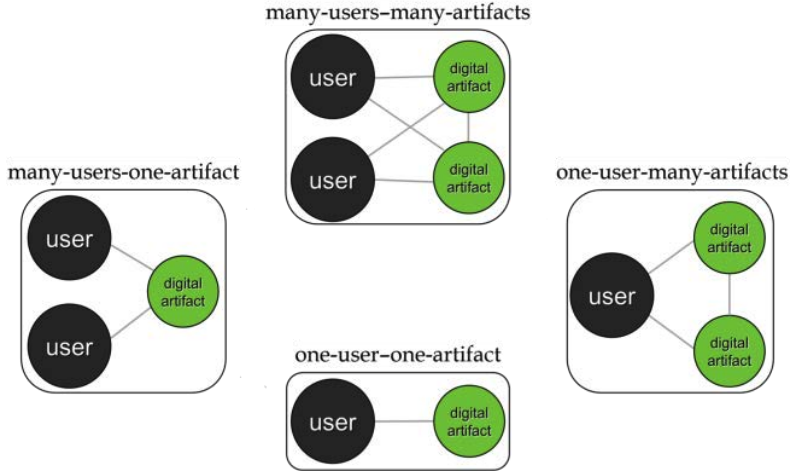 many-users–many-artifacts
user
digital
artifact
user
digital
artifact
many-users-one-artifact
user
digital
artifact
user
one-user-many-artifacts
digital
artifact
user
digital
artifact
one-user–one-artifact
user
digital
artifact